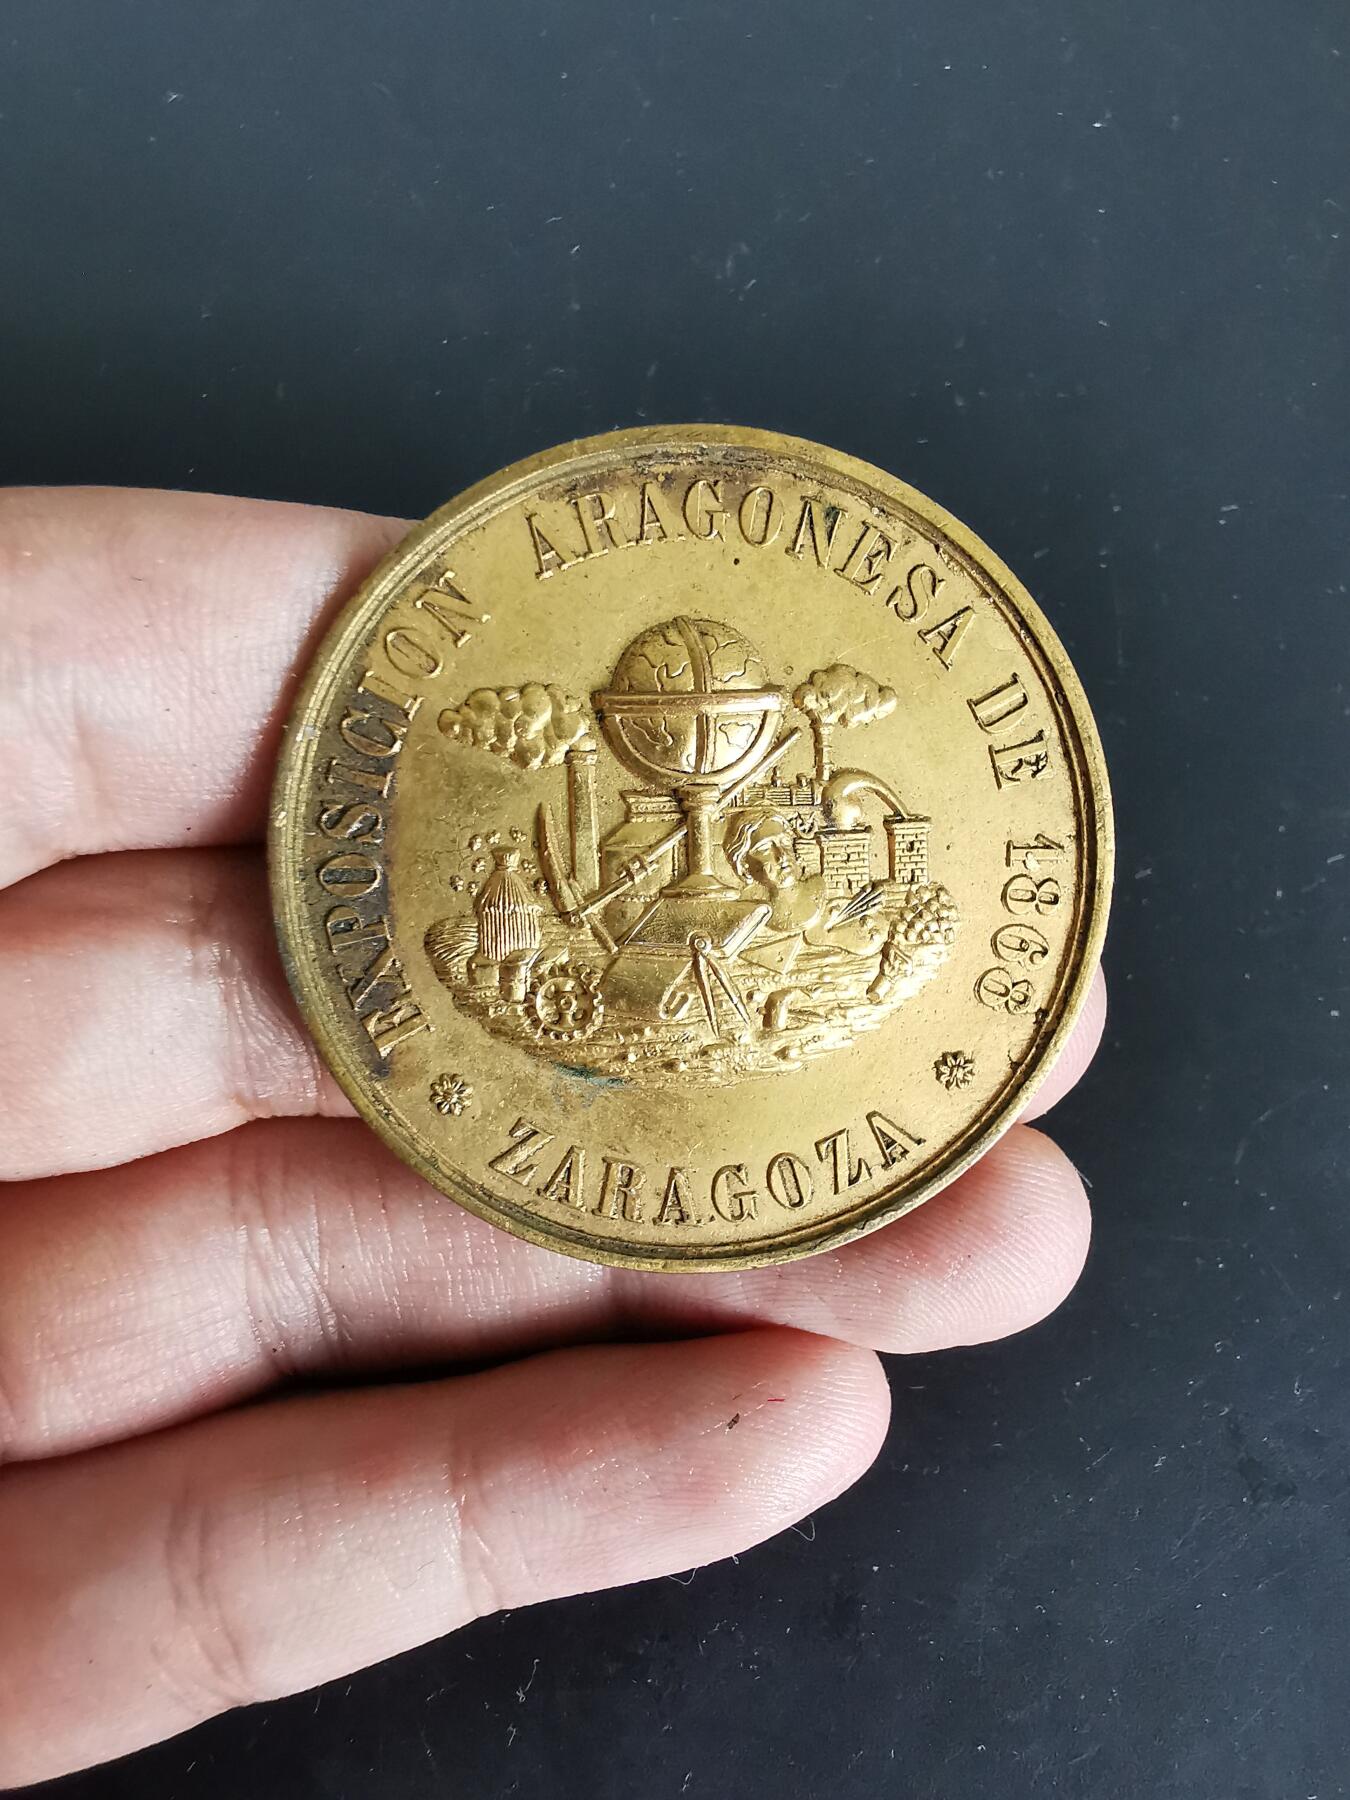 EXPOSICION ARAGONESA DE 1868
ZARAGOZA